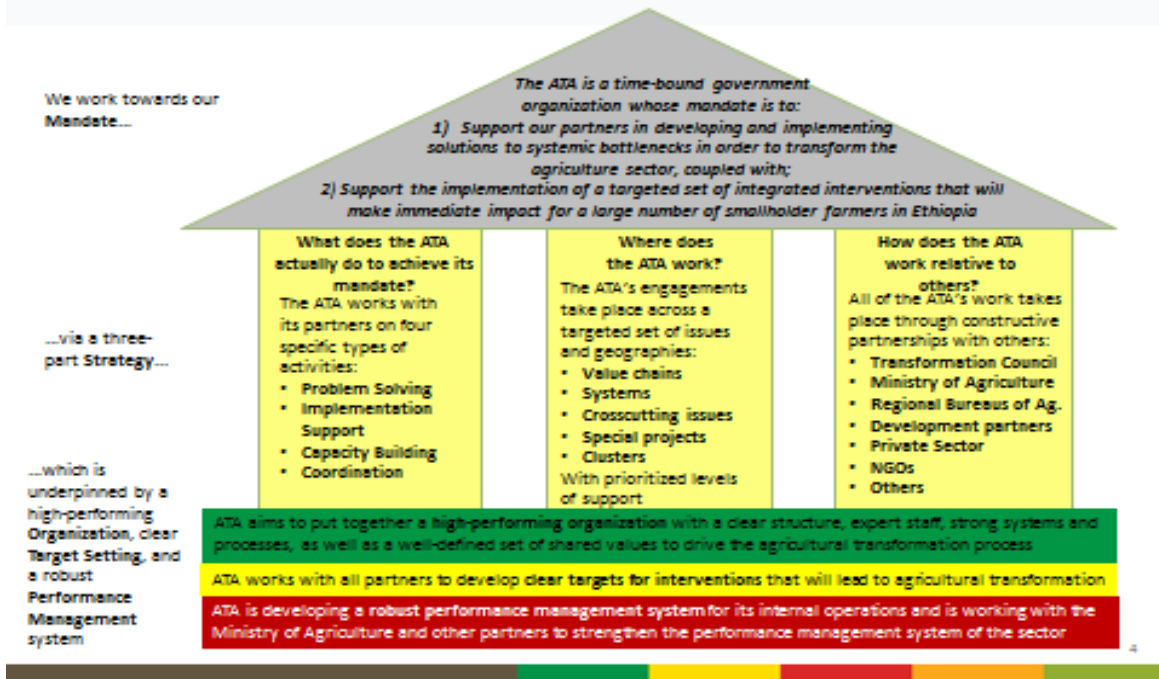 We work towards our
Mandate...
The ATA is a time-bound government
organization whose mandate is to:
1) Support our partners in developing and implementing
solutions to systemic bottlenecks in order to transform the
agriculture sector, coupled with;
2) Support the implementation of a targeted set of integrated interventions that will
make immediate impact for a large number of smallholder farmers in Ethiopia
...via a three-
part Strategy...
What does the ATA
actually do to achieve its
mandate?
The ATA works with
its partners on four
specific types of
activities:
• Problem Solving
• Implementation
Support
• Capacity Building
• Coordination
Where does
the ATA work?
The ATA's engagements
take place across a
targeted set of issues
and geographies:
• Value chains
• Systems
• Crosscutting issues
• Special projects
• Clusters
With prioritized levels
of support
How does the ATA
work relative to
others?
All of the ATA's work takes
place through constructive
partnerships with others:
• Transformation Council
• Ministry of Agriculture
• Regional Bureaus of Ag.
• Development partners
• Private Sector
• NGOs
• Others
...which is
underpinned by a
high-performing
Organization, clear
Target Setting, and
a robust
Performance
Management
system
ATA aims to put together a high-performing organization with a clear structure, expert staff, strong systems and
processes, as well as a well-defined set of shared values to drive the agricultural transformation process
ATA works with all partners to develop clear targets for interventions that will lead to agricultural transformation
ATA is developing a robust performance management system for its internal operations and is working with the
Ministry of Agriculture and other partners to strengthen the performance management system of the sector
4